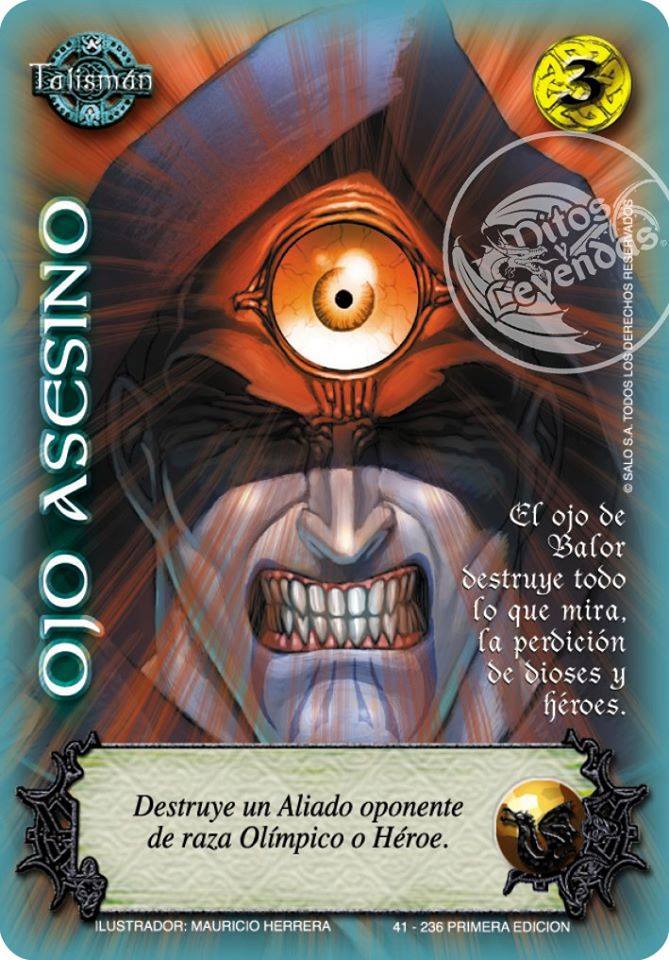 Talismán
3
Mitos
y
Leyendas
OJO ASESINO
© SALO S.A. TODOS LOS DERECHOS RESERVADOS
El ojo de
Balor
destruye todo
lo que mira,
la perdición
de dioses y
héroes.
Destruye un Aliado oponente
de raza Olímpico o Héroe.
ILUSTRADOR: MAURICIO HERRERA
41 - 236 PRIMERA EDICION